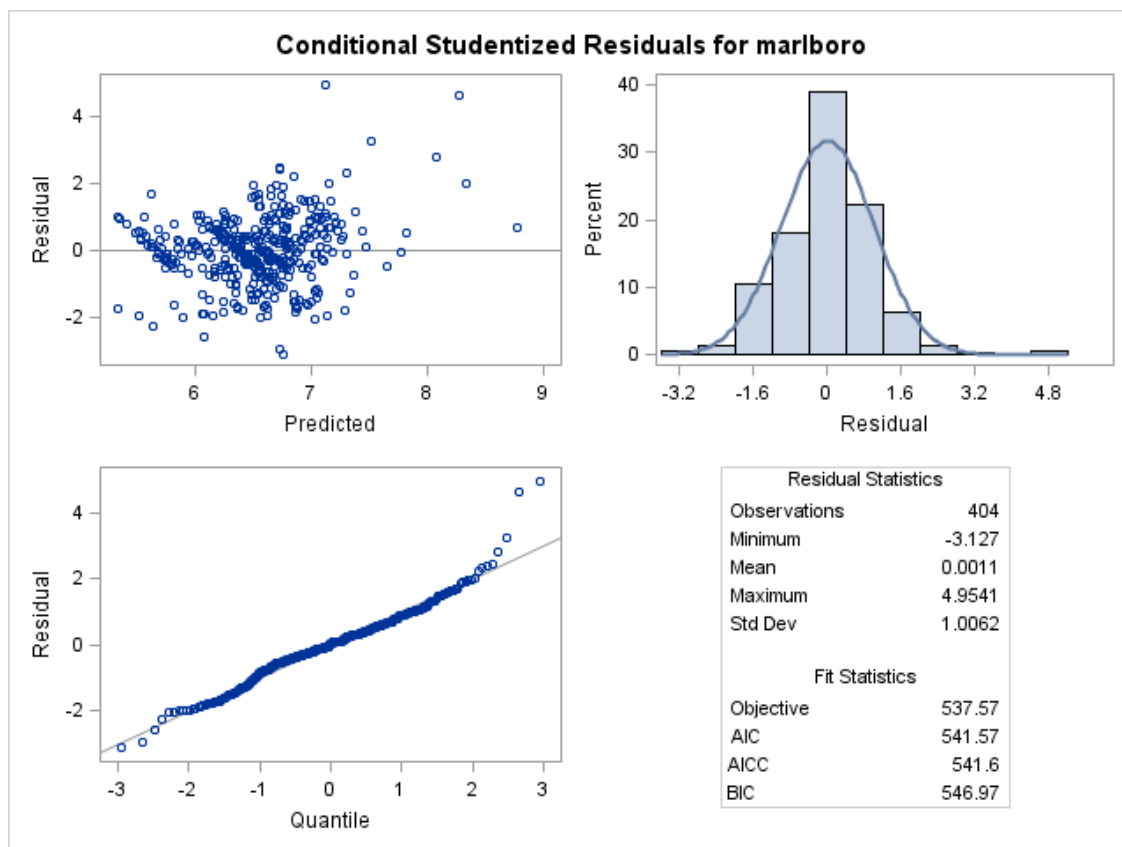 Conditional Studentized Residuals for marlboro
Residual
4
2
0
-2
6 7 8 9
Predicted
Percent
40
30
20
10
0
-3.2 -1.6 0 1.6 3.2 4.8
Residual
Residual
4
2
0
-2
-3 -2 -1 0 1 2 3
Quantile
Residual Statistics
Observations 404
Minimum -3.127
Mean 0.0011
Maximum 4.9541
Std Dev 1.0062
Fit Statistics
Objective 537.57
AIC 541.57
AICC 541.6
BIC 546.97